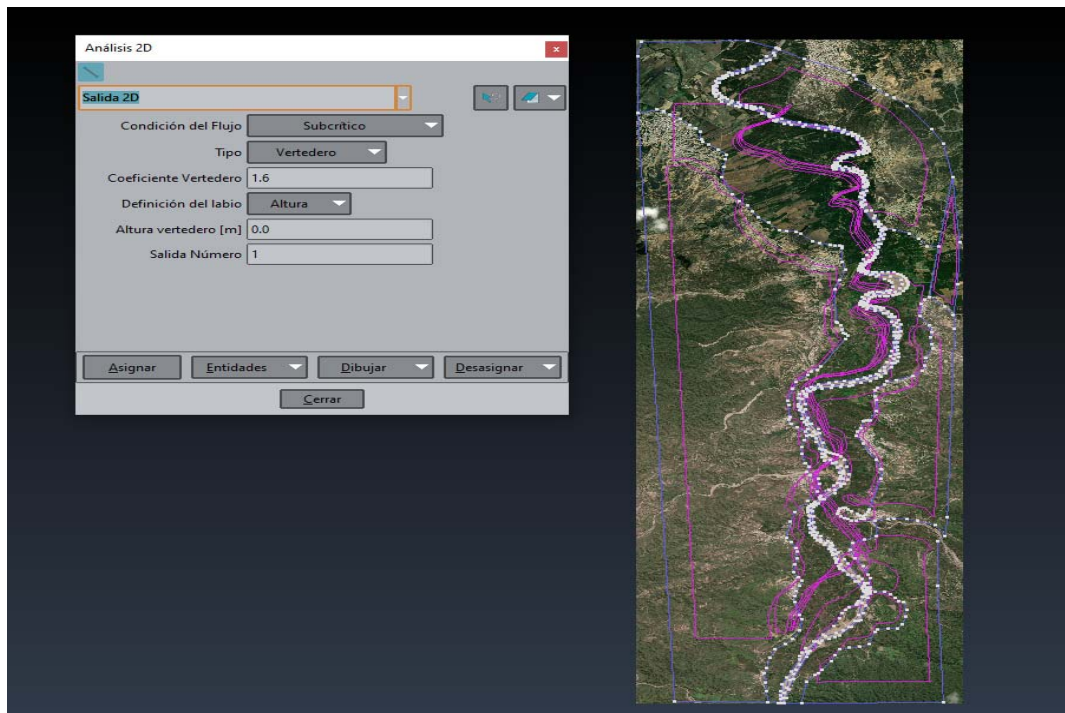 Análisis 2D
Salida 2D
Condición del Flujo Subcrítico
Tipo Vertedero
Coeficiente Vertedero 1.6
Definición del labio Altura
Altura vertedero [m] 0.0
Salida Número 1
Asignar Entidades Dibujar Desasignar
Cerrar